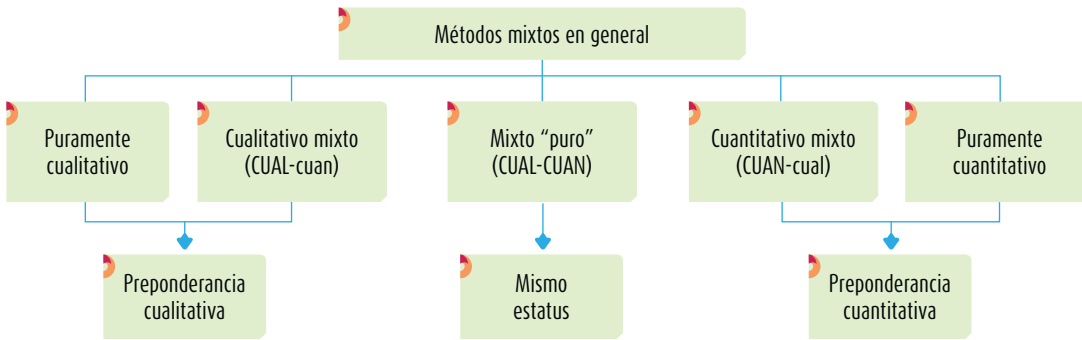 Métodos mixtos en general
Puramente
cualitativo
Cualitativo mixto
(CUAL-cuan)
Mixto “puro”
(CUAL-CUAN)
Cuantitativo mixto
(CUAN-cual)
Puramente
cuantitativo
Preponderancia
cualitativa
Mismo
estatus
Preponderancia
cuantitativa